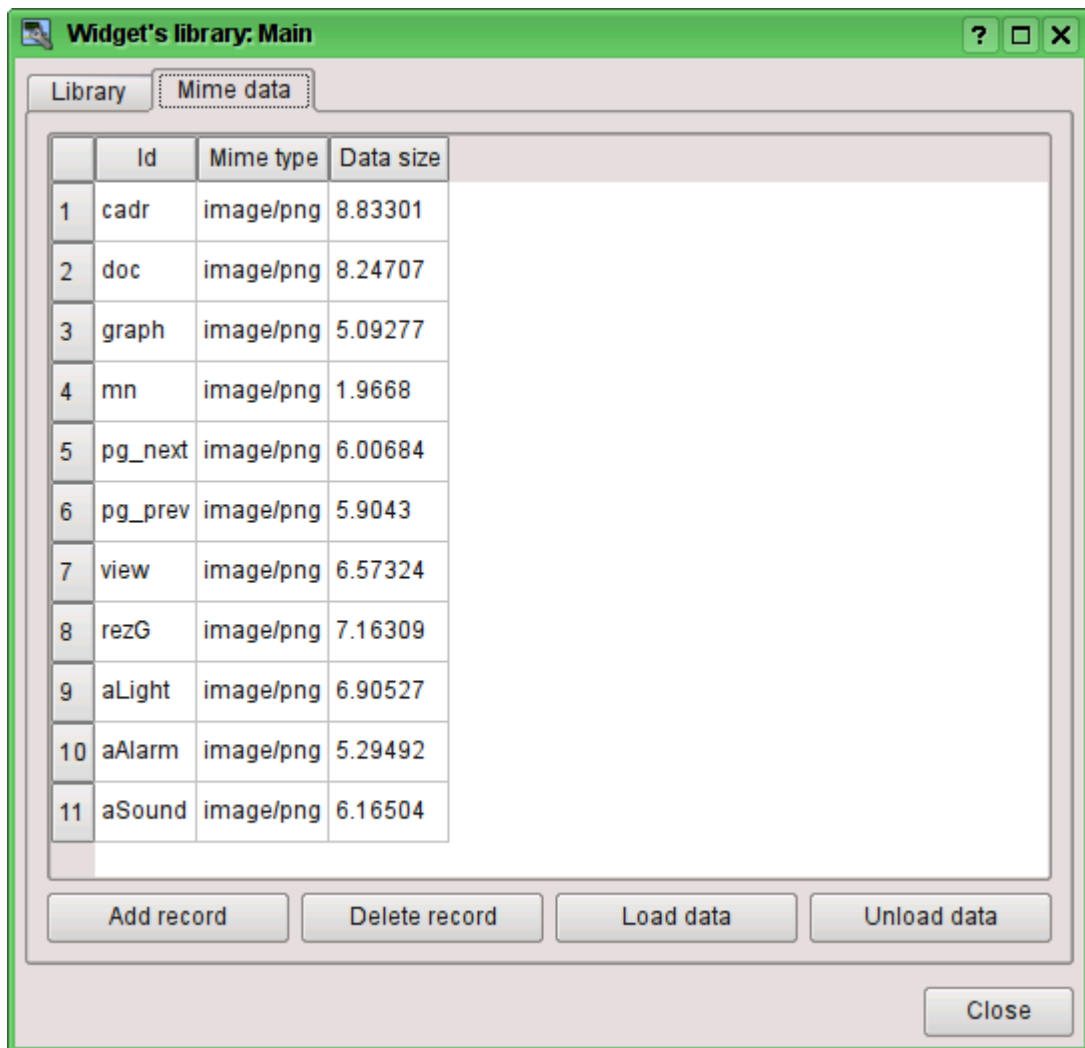 Widget's library: Main
Library Mime data
Id Mime type Data size
1 cadr image/png 8.83301
2 doc image/png 8.24707
3 graph image/png 5.09277
4 mn image/png 1.9668
5 pg_next image/png 6.00684
6 pg_prev image/png 5.9043
7 view image/png 6.57324
8 rezG image/png 7.16309
9 aLight image/png 6.90527
10 aAlarm image/png 5.29492
11 aSound image/png 6.16504
Add record Delete record Load data Unload data
Close